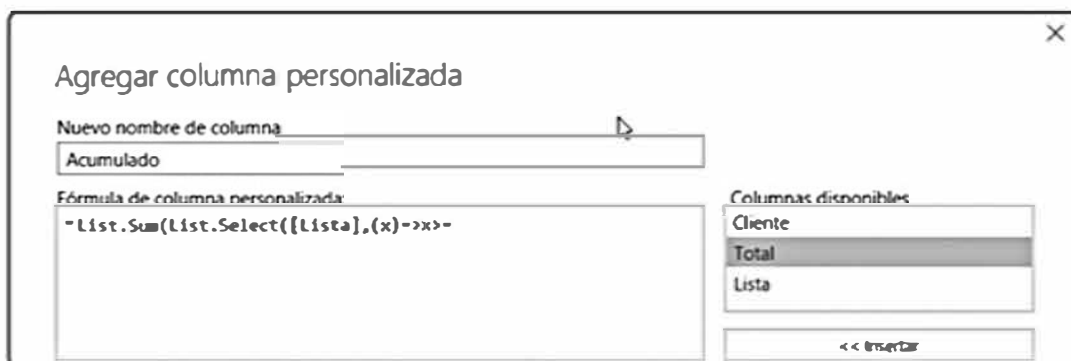 Agregar columna personalizada
Nuevo nombre de columna
Acumulado
Fórmula de columna personalizada:
=List.Sum(List.Select([Lista],(x)=>x>=
Columnas disponibles
Cliente
Total
Lista
<< Insertar